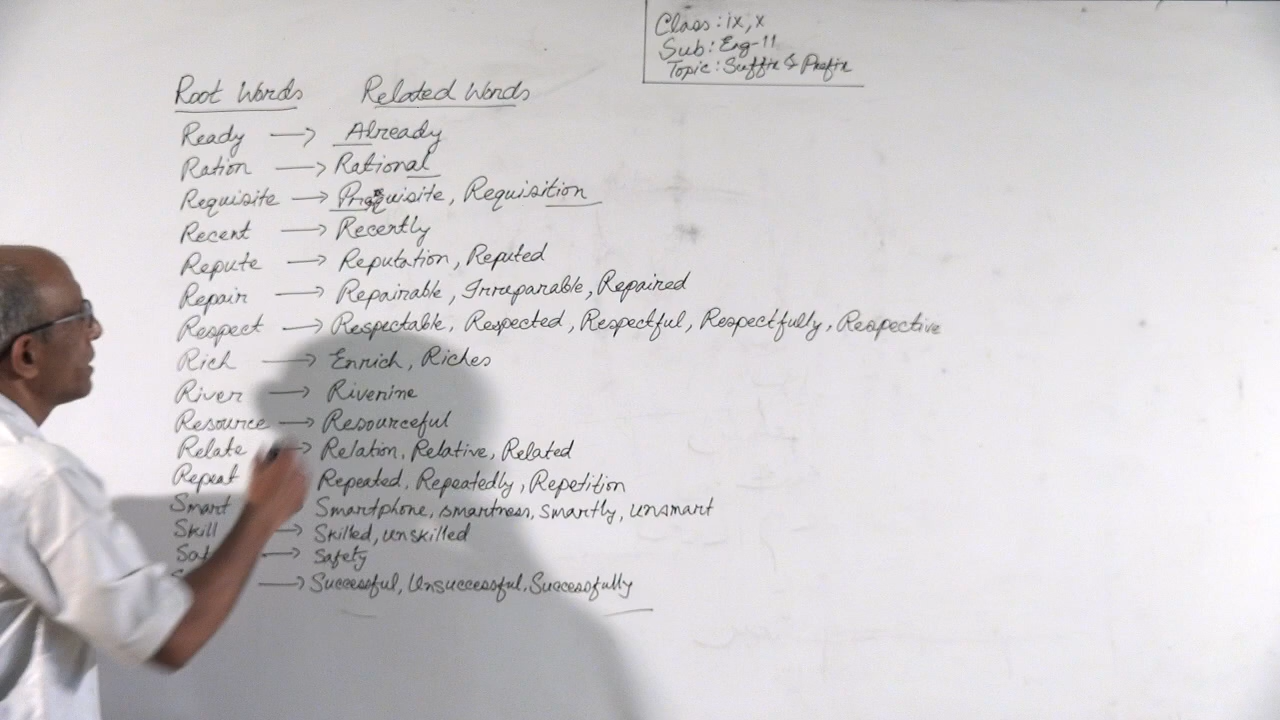 Class : ix, x
Sub : Eng-11
Topic : Suffix & Prefix
Root Words Related Words
Ready → Already
Ration → Rational
Requisite → , Requisition
Recent → Recently
Repute → Reputation, Reputed
Repair → Repairable, Irreparable, Repaired
Respect → Respectable, Respected, Respectful, Respectfully, Respective
Rich → Enrich, Riches
River → Riverine
Resource → Resourceful
Relate → Relation, Relative, Related
Repeat Repeated, Repeatedly, Repetition
Smart Smartphone, smartness, smartly, unsmart
Skill → Skilled, unskilled
→ Safety
→ Successful, Unsuccessful, Successfully